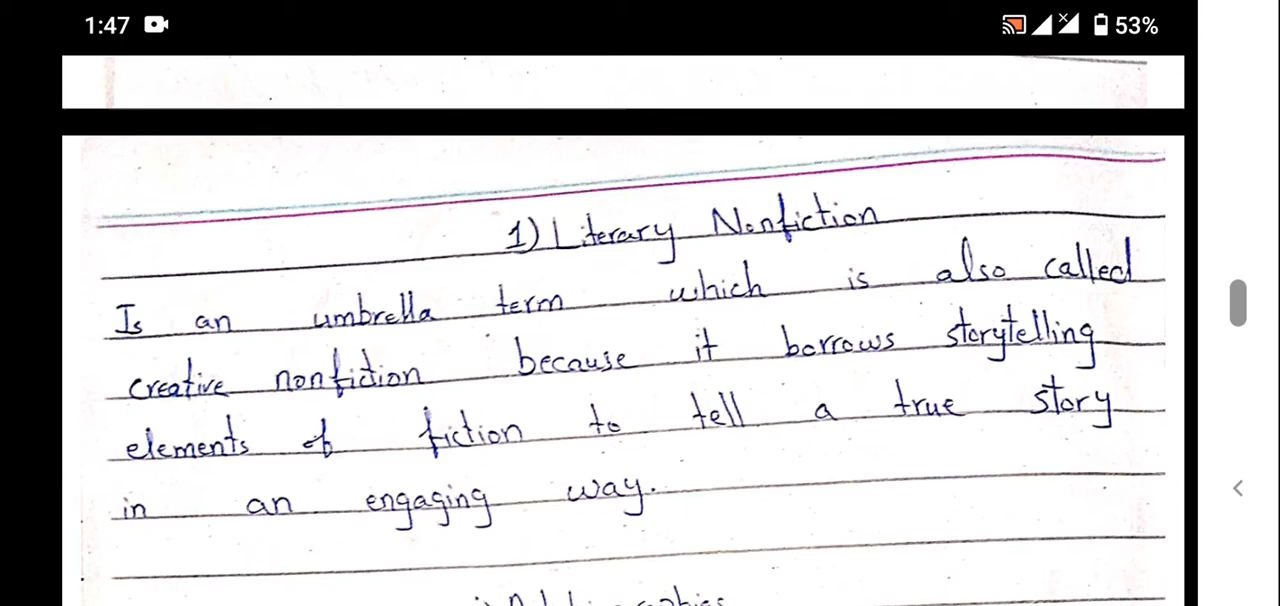 1:47
53%
1) Literary Nonfiction
Is an umbrella term which is also called
creative nonfiction because it borrows storytelling
elements of fiction to tell a true story
in an engaging way.